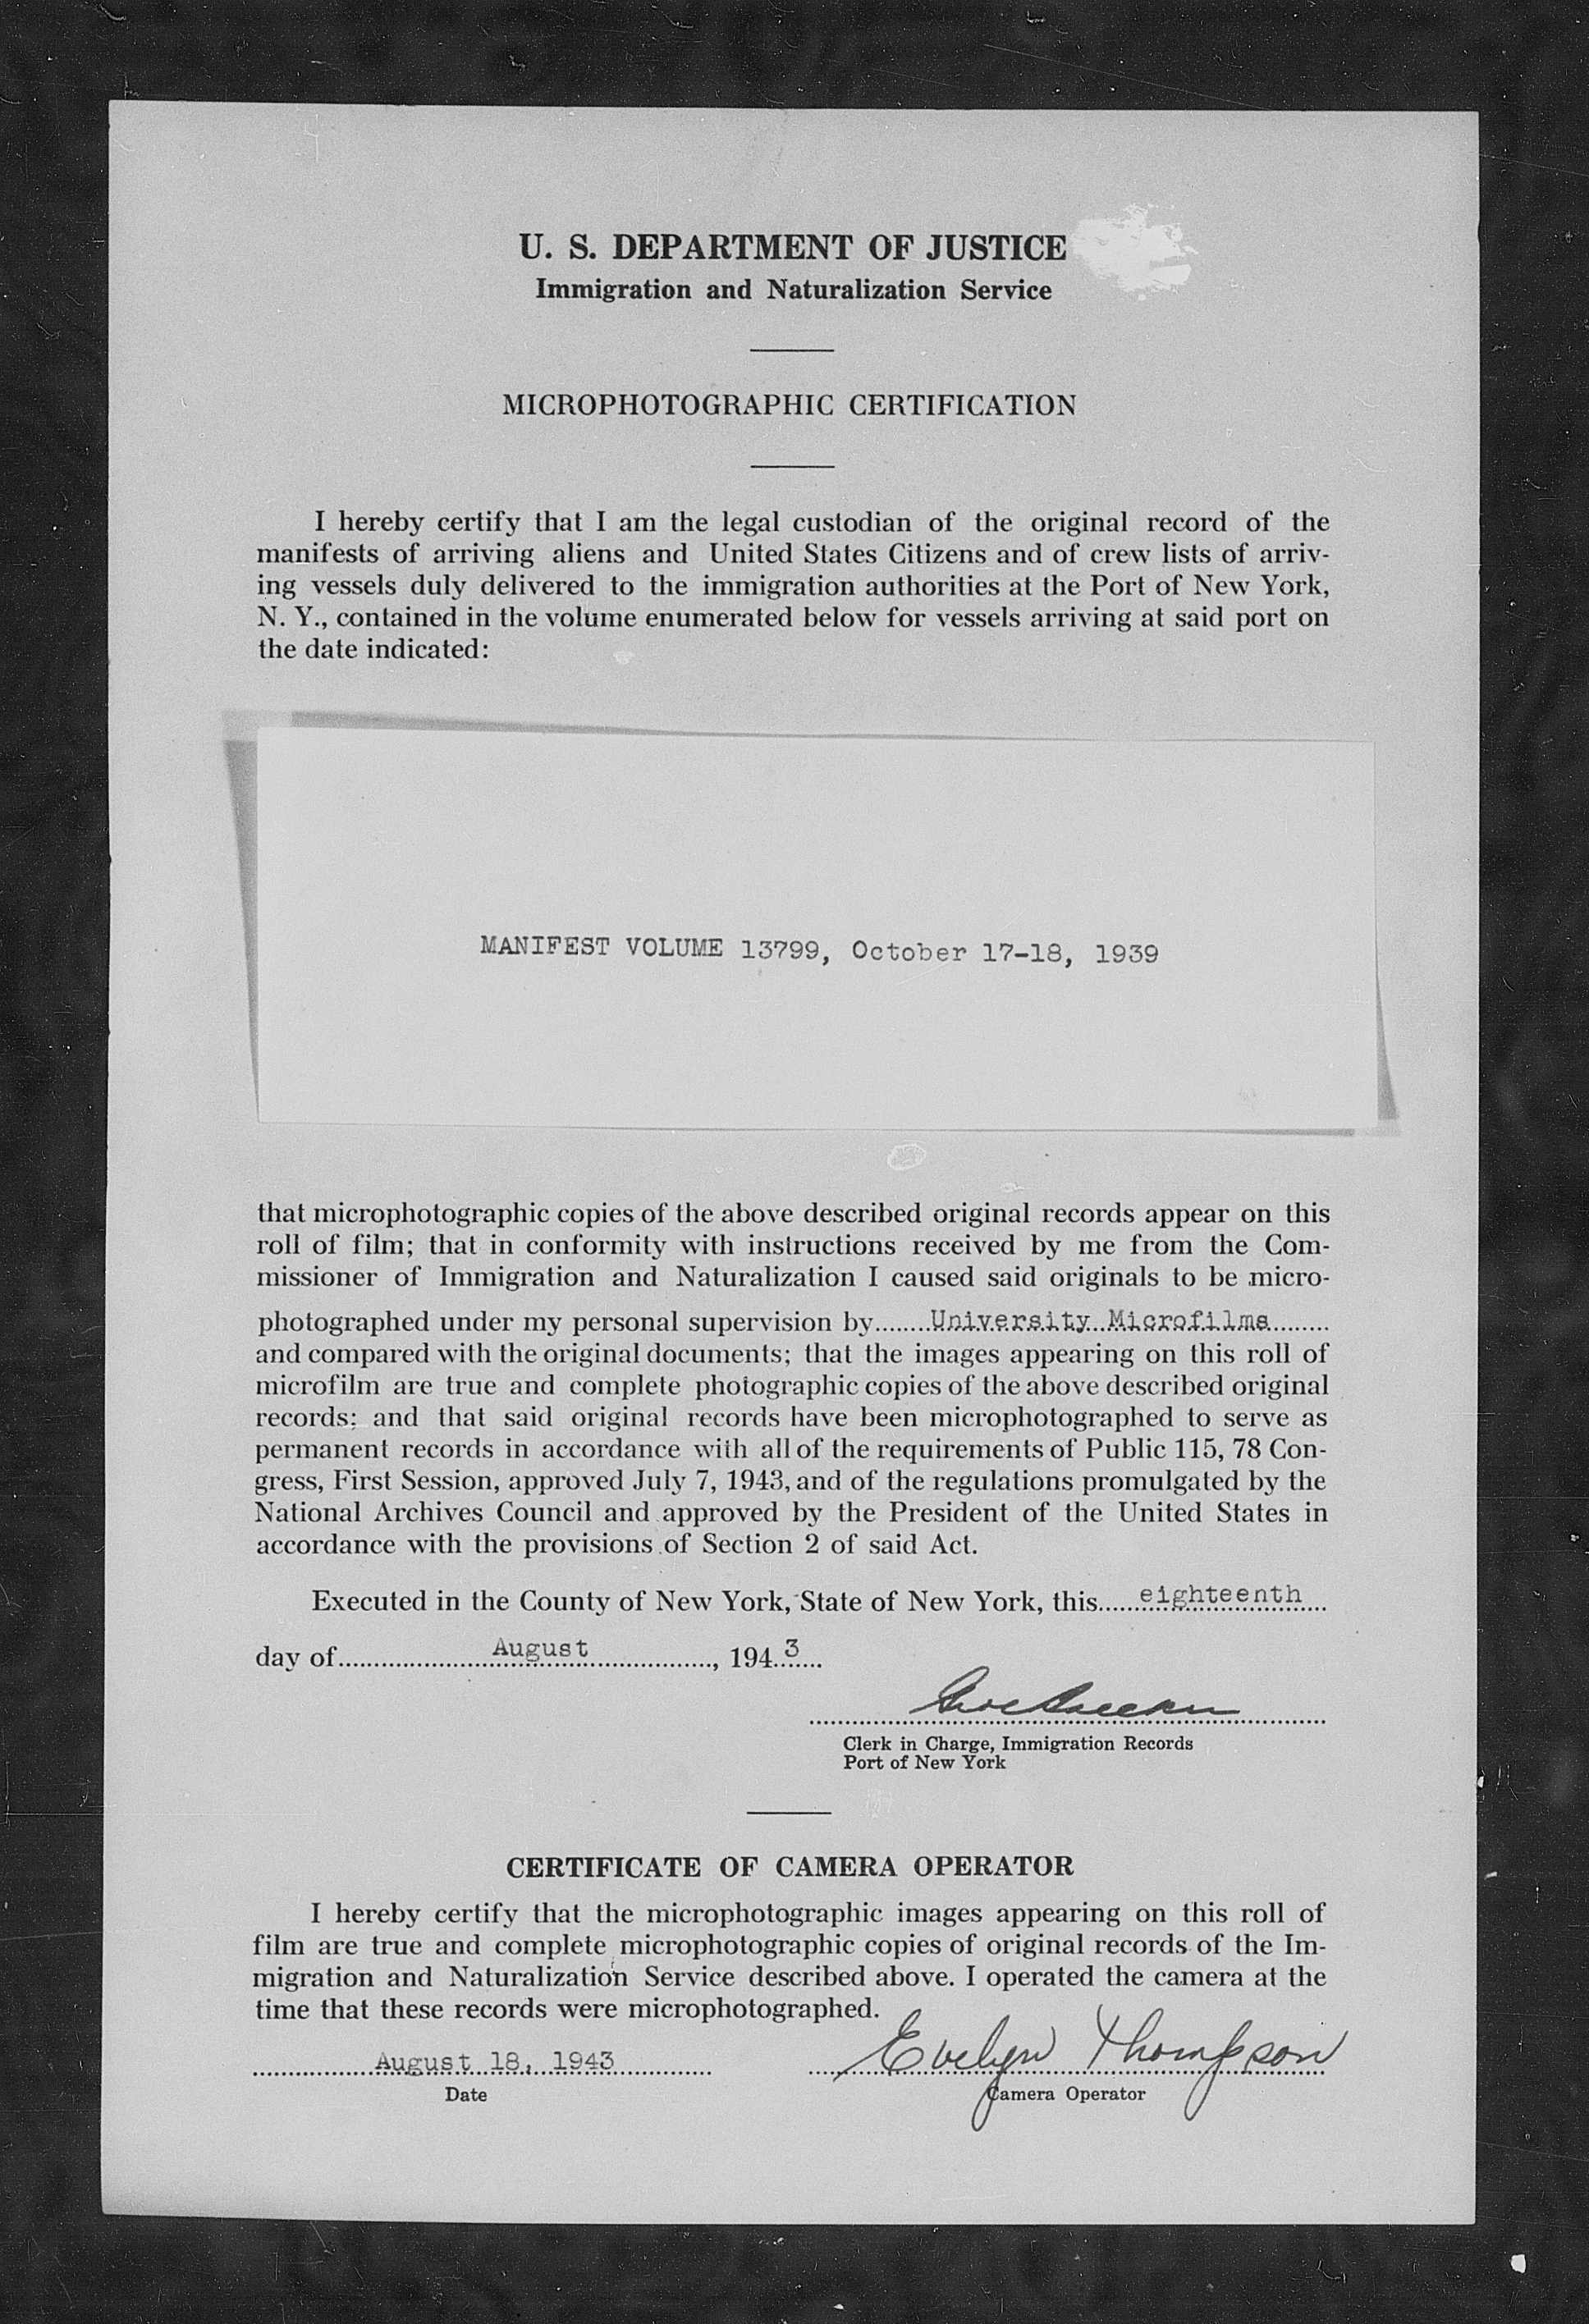 U. S. DEPARTMENT OF JUSTICE
Immigration and Naturalization Service
MICROPHOTOGRAPHIC CERTIFICATION
I hereby certify that I am the legal custodian of the original record of the
manifests of arriving aliens and United States Citizens and of crew lists of arriv-
ing vessels duly delivered to the immigration authorities at the Port of New York,
N. Y., contained in the volume enumerated below for vessels arriving at said port on
the date indicated:
MANIFEST VOLUME 13799, October 17-18, 1939
that microphotographic copies of the above described original records appear on this
roll of film; that in conformity with instructions received by me from the Com-
missioner of Immigration and Naturalization I caused said originals to be micro-
photographed under my personal supervision by........University Microfilms.........
and compared with the original documents; that the images appearing on this roll of
microfilm are true and complete photographic copies of the above described original
records; and that said original records have been microphotographed to serve as
permanent records in accordance with all of the requirements of Public 115, 78 Con-
gress, First Session, approved July 7, 1943, and of the regulations promulgated by the
National Archives Council and approved by the President of the United States in
accordance with the provisions of Section 2 of said Act.
Executed in the County of New York, State of New York, this......eighteenth....
day of........August........, 194 3
Clerk in Charge, Immigration Records
Port of New York
CERTIFICATE OF CAMERA OPERATOR
I hereby certify that the microphotographic images appearing on this roll of
film are true and complete microphotographic copies of original records of the Im-
migration and Naturalization Service described above. I operated the camera at the
time that these records were microphotographed.
August 18, 1943 Evelyn Thompson
Date Camera Operator